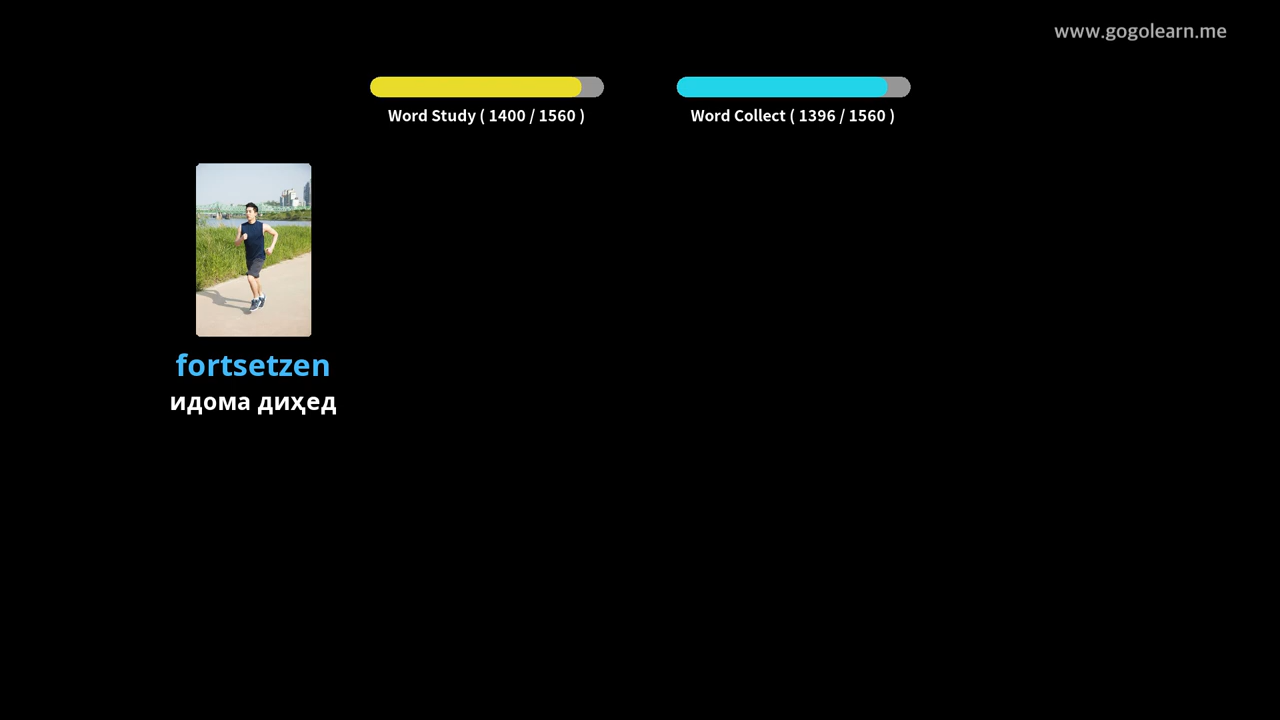 www.gogolearn.me
Word Study ( 1400 / 1560 )
Word Collect ( 1396 / 1560 )
fortsetzen
идома диҳед